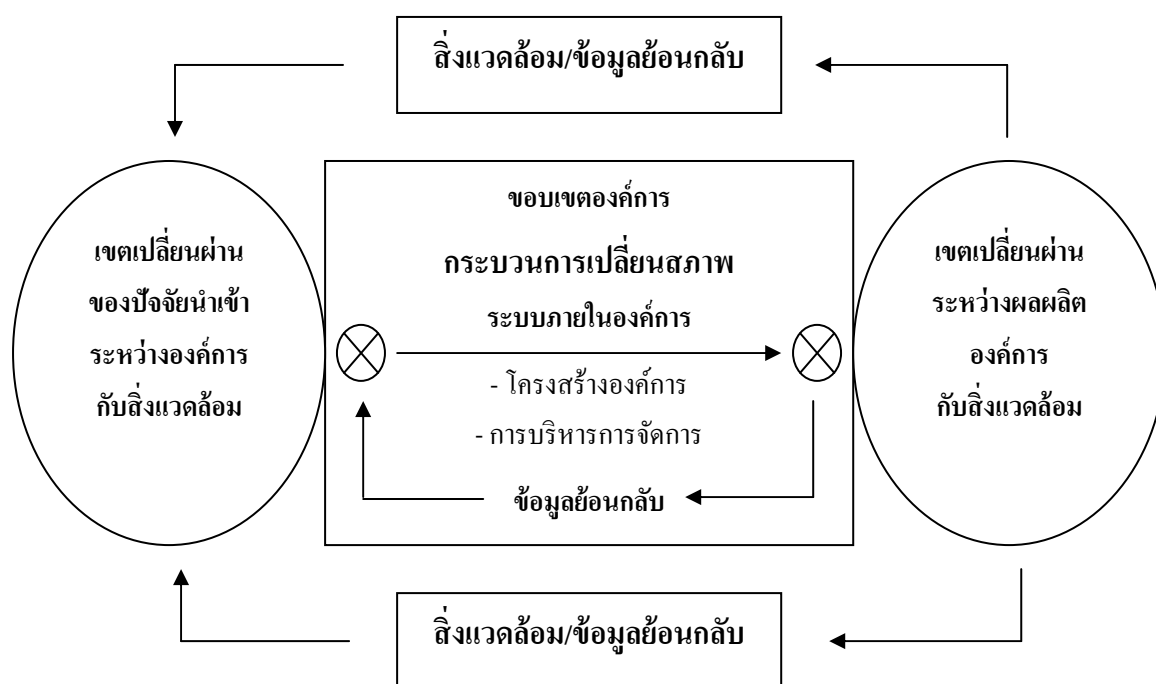 สิ่งแวดล้อม/ข้อมูลย้อนกลับ
เขตเปลี่ยนผ่าน
ของปัจจัยนำเข้า
ระหว่างองค์การ
กับสิ่งแวดล้อม
ขอบเขตองค์การ
กระบวนการเปลี่ยนสภาพ
ระบบภายในองค์การ
- โครงสร้างองค์การ
- การบริหารการจัดการ
ข้อมูลย้อนกลับ
เขตเปลี่ยนผ่าน
ระหว่างผลผลิต
องค์การ
กับสิ่งแวดล้อม
สิ่งแวดล้อม/ข้อมูลย้อนกลับ